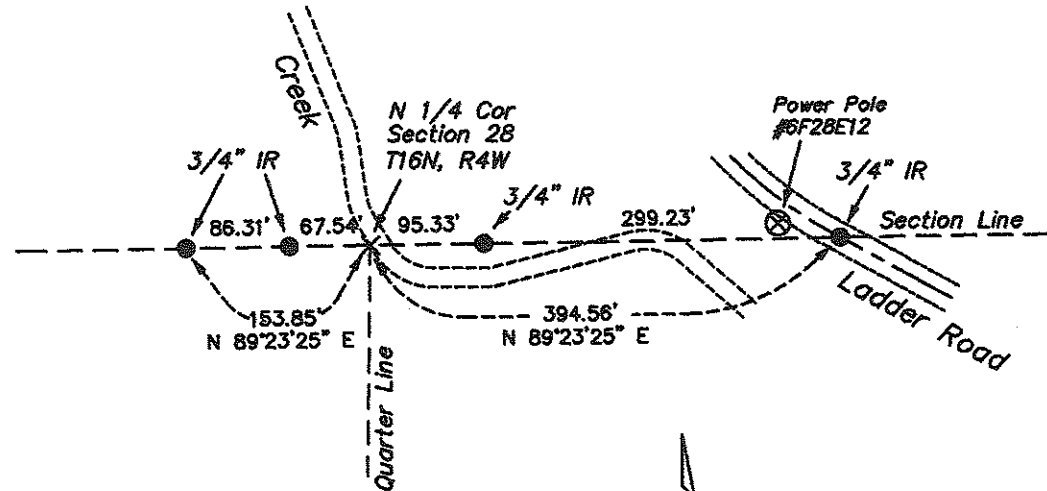 Creek
N 1/4 Cor
Section 28
T16N, R4W
Power Pole
#6F28E12
3/4" IR
3/4" IR
3/4" IR
86.31'
67.54'
95.33'
299.23'
Section Line
153.85'
N 89°23'25" E
394.56'
N 89°23'25" E
Ladder Road
Quarter Line